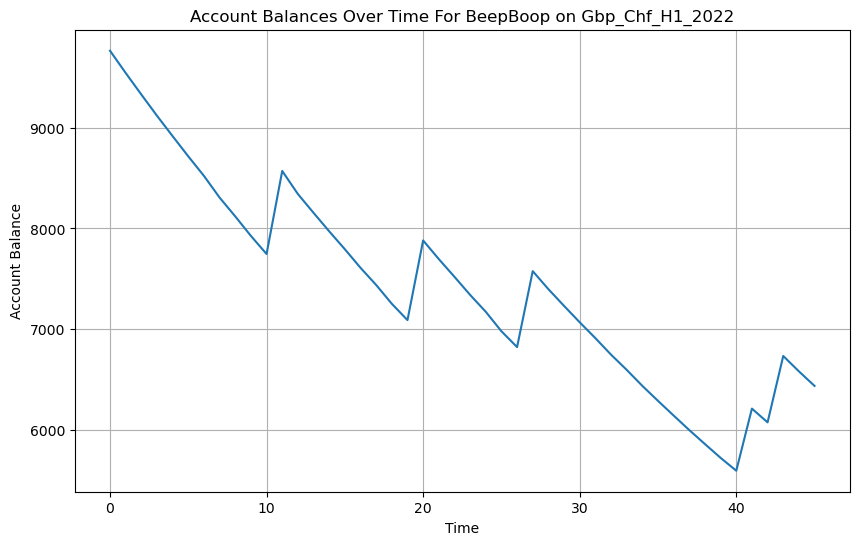 Account Balances Over Time For BeepBoop on Gbp_Chf_H1_2022
Account Balance
9000
8000
7000
6000
0 10 20 30 40
Time